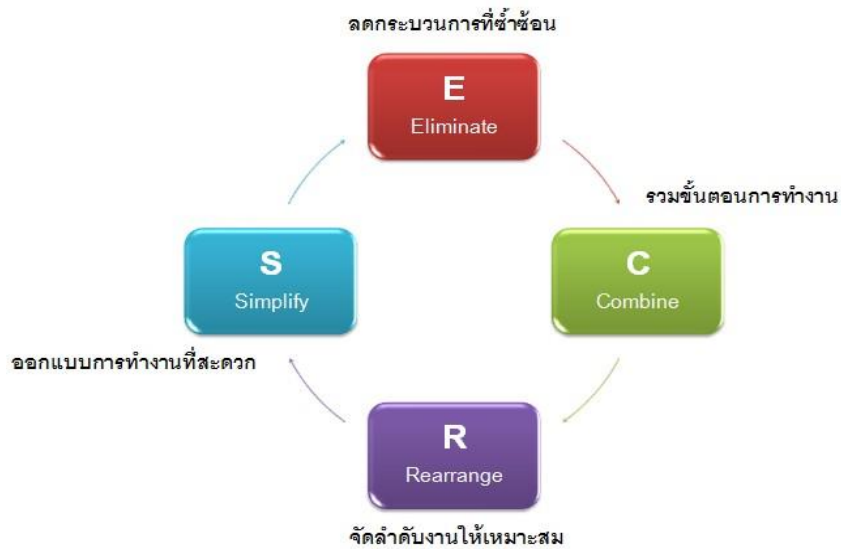 ลดกระบวนการที่ซ้ำซ้อน
E
Eliminate
รวมขั้นตอนการทำงาน
C
Combine
R
Rearrange
จัดลำดับงานให้เหมาะสม
S
Simplify
ออกแบบการทำงานที่สะดวก